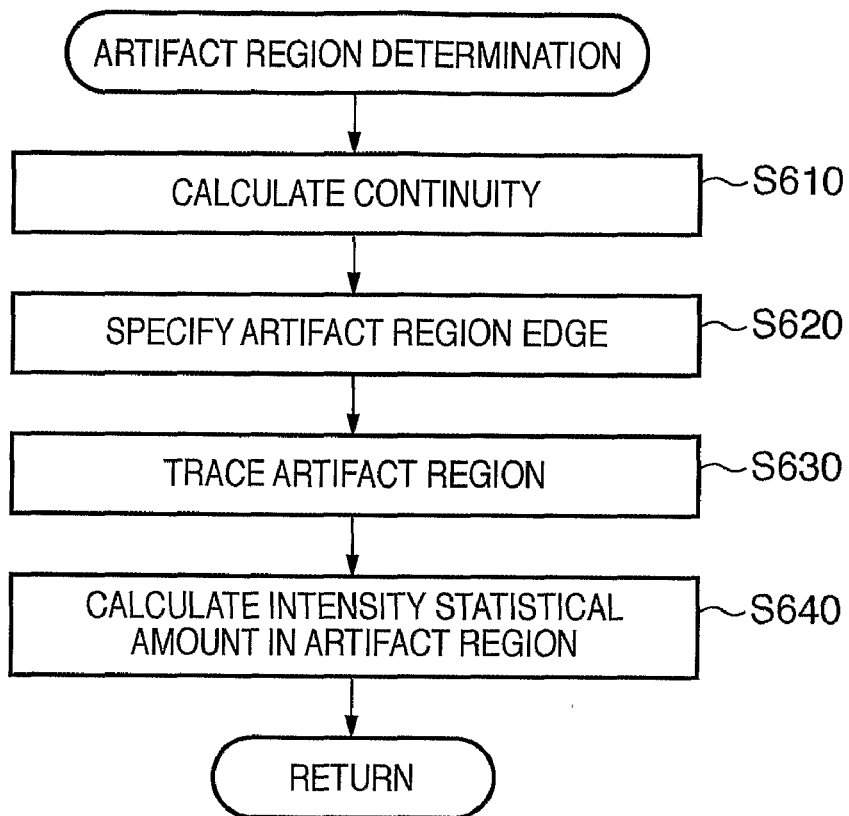 ARTIFACT REGION DETERMINATION
CALCULATE CONTINUITY
S610
SPECIFY ARTIFACT REGION EDGE
S620
TRACE ARTIFACT REGION
S630
CALCULATE INTENSITY STATISTICAL
AMOUNT IN ARTIFACT REGION
S640
RETURN